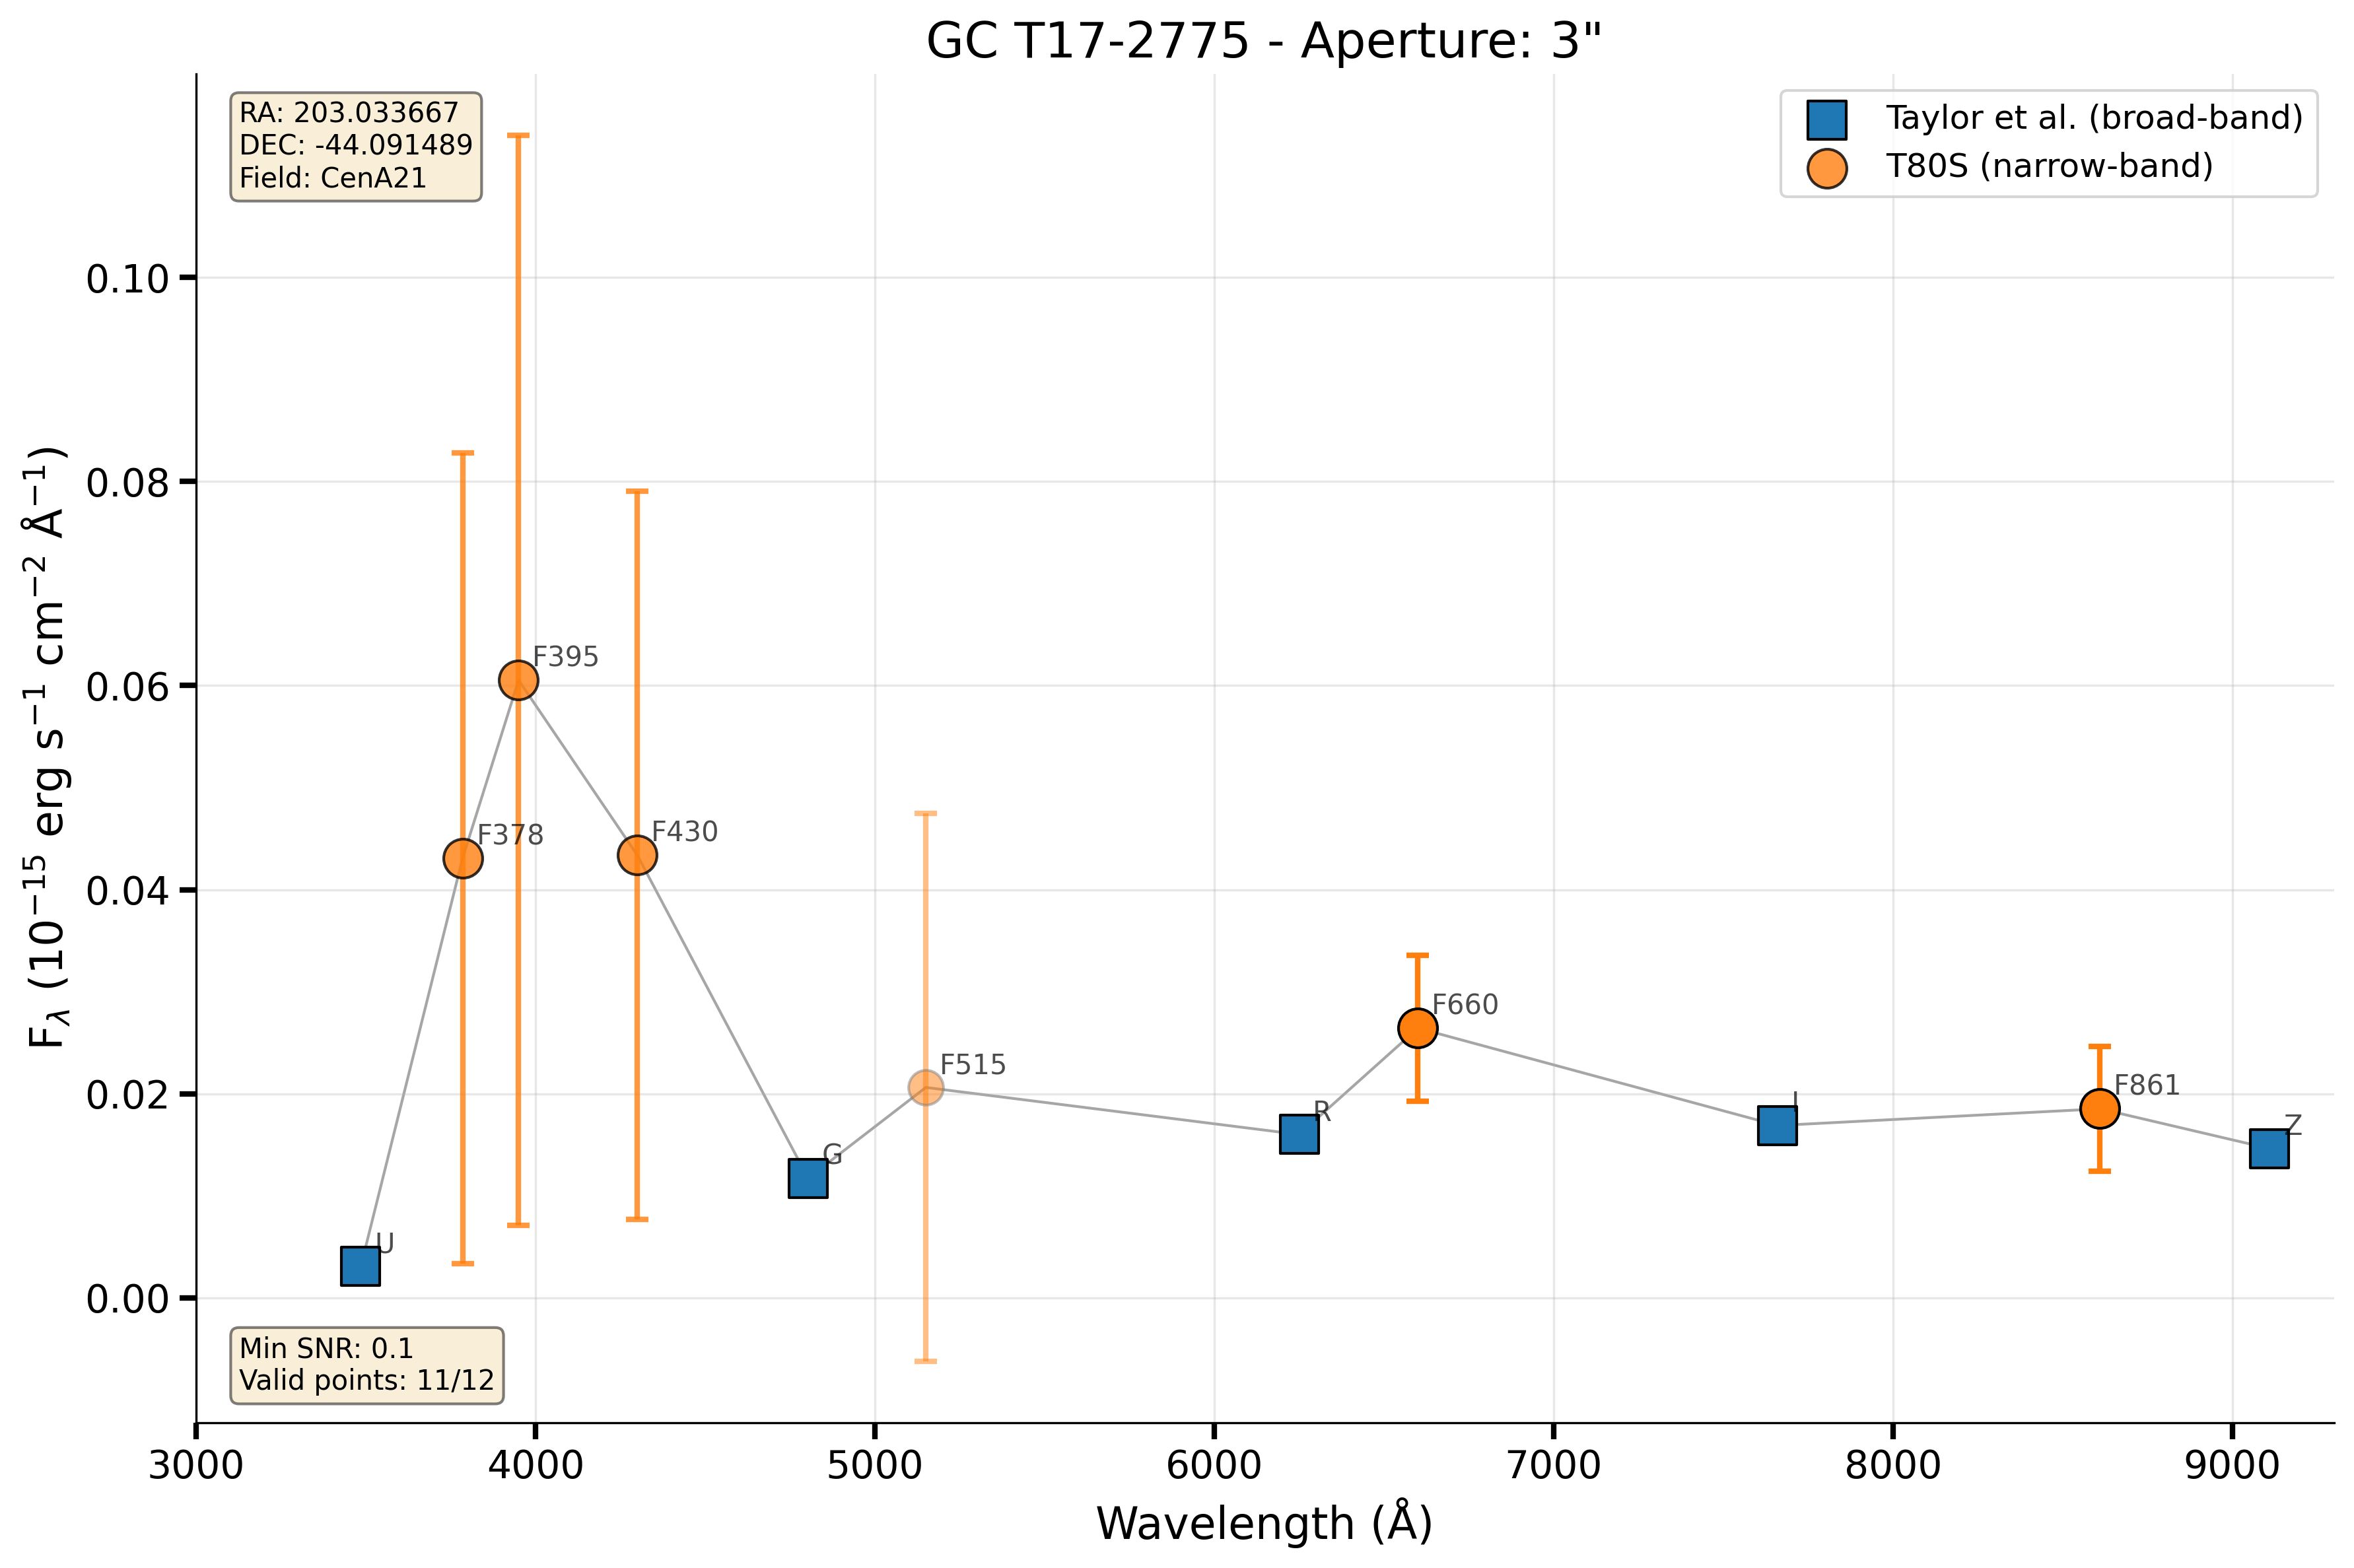 GC T17-2775 - Aperture: 3"
RA: 203.033667
DEC: -44.091489
Field: CenA21
Taylor et al. (broad-band)
T80S (narrow-band)
0.10
0.08
0.06
0.04
0.02
0.00
F_λ (10⁻¹⁵ erg s⁻¹ cm⁻² Å⁻¹)
F395
F378
F430
F515
F660
F861
U
G
R
I
Z
Min SNR: 0.1
Valid points: 11/12
3000 4000 5000 6000 7000 8000 9000
Wavelength (Å)